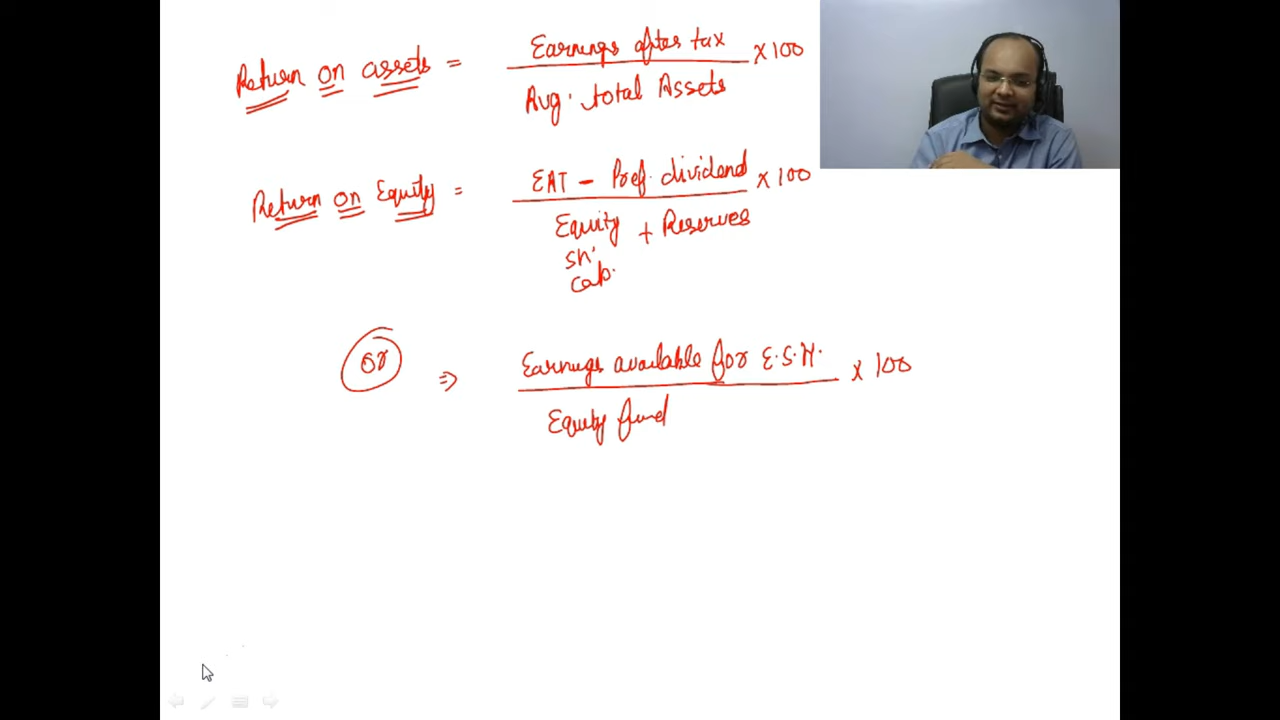 Return on assets = Earnings after tax × 100
Avg. total Assets
Return on Equity = EAT - Pref. dividend × 100
Equity + Reserves
sh.
cap.
or ⇒ Earnings available for E.S.H. × 100
Equity fund